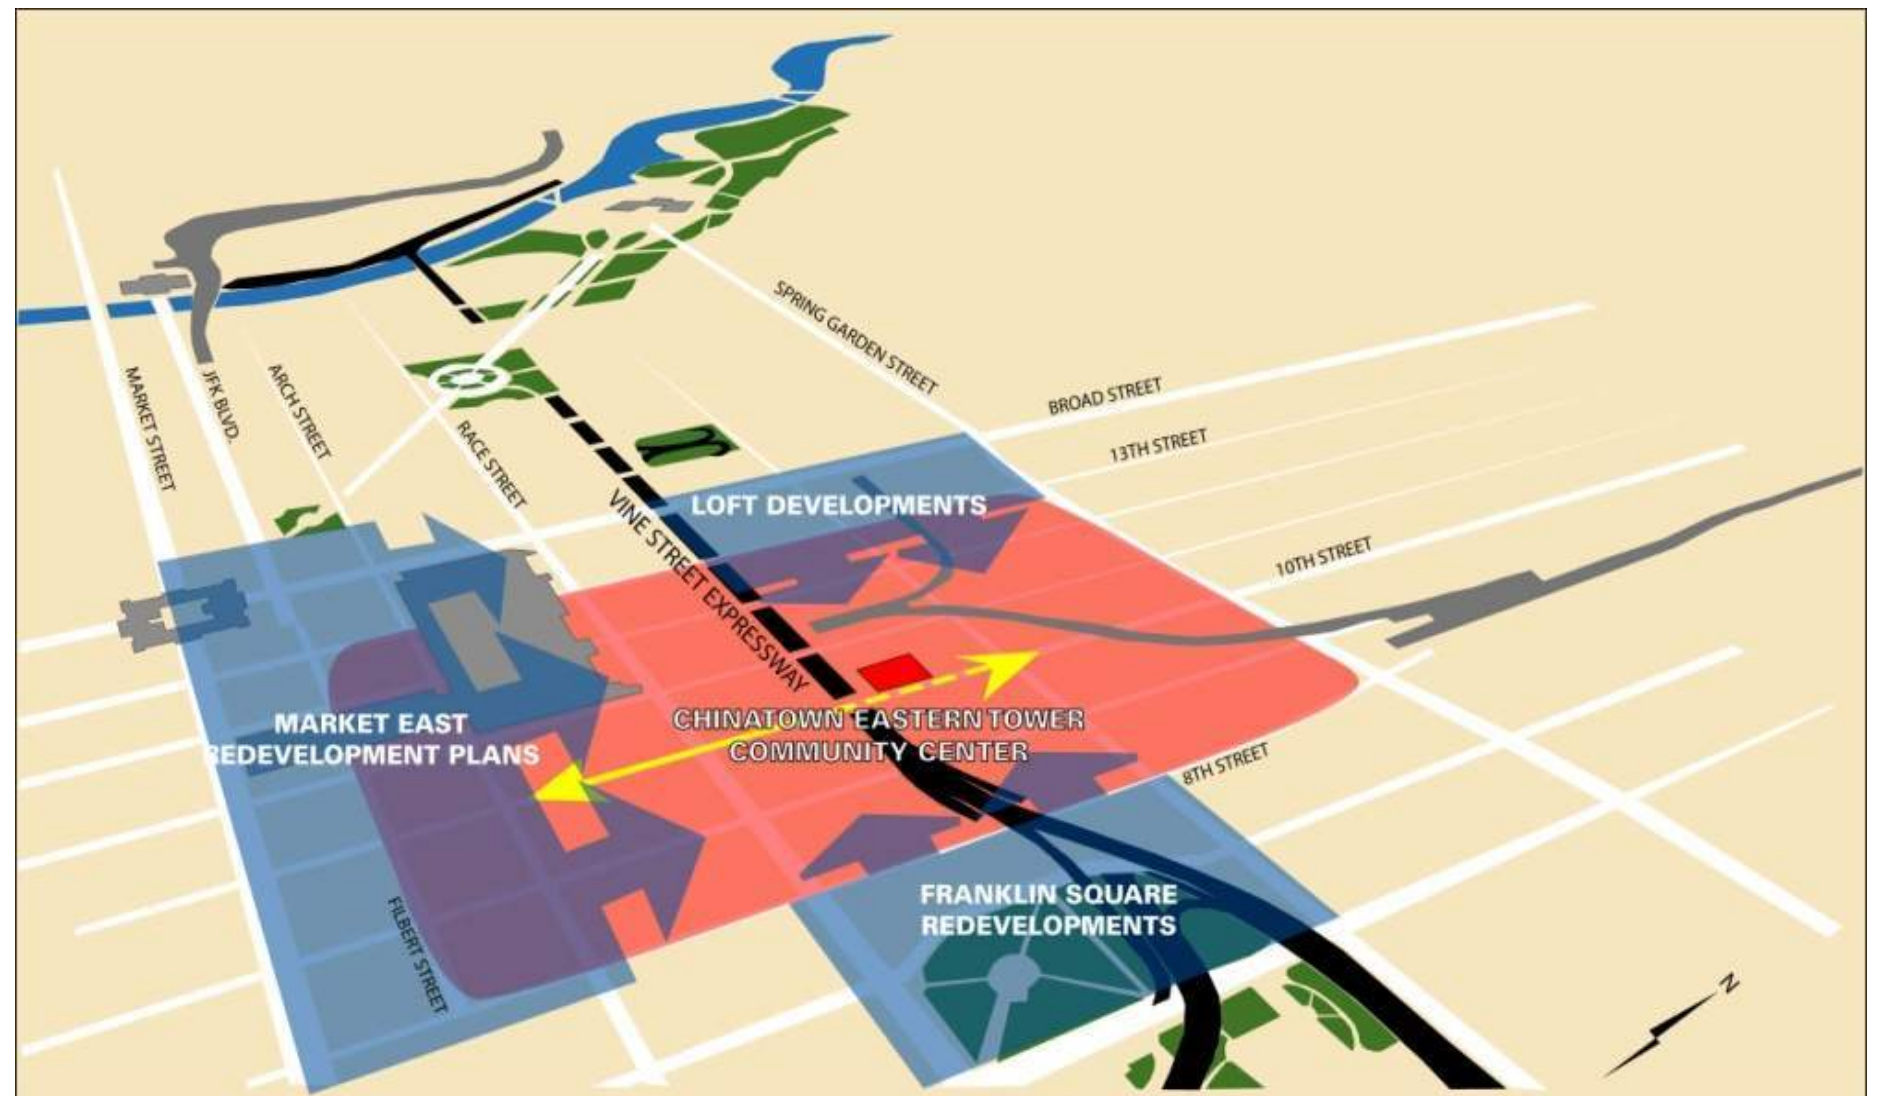 SPRING GARDEN STREET
BROAD STREET
MARKET STREET
JFK BLVD.
ARCH STREET
RACE STREET
13TH STREET
LOFT DEVELOPMENTS
VINE STREET EXPRESSWAY
10TH STREET
MARKET EAST
REDEVELOPMENT PLANS
CHINATOWN EASTERN TOWER
COMMUNITY CENTER
8TH STREET
FRANKLIN SQUARE
REDEVELOPMENTS
FILBERT STREET
N